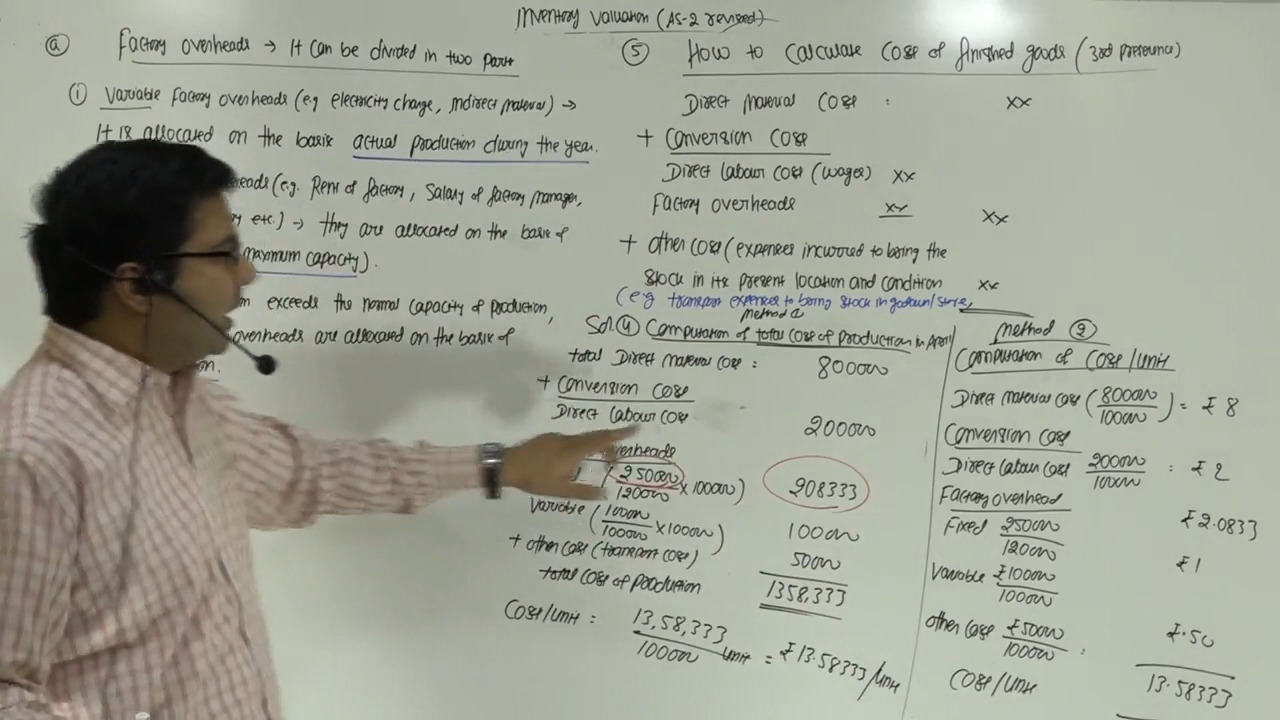 Inventory Valuation (AS-2 revised)
(a) Factory overheads → It can be divided in two part
(i) Variable Factory overheads (e.g electricity charge, Indirect material) →
It is allocated on the basis actual production during the year.
(e.g. Rent of factory, Salary of factory manager,
etc.) → they are allocated on the basis of
maximum capacity).
exceeds the normal capacity of production,
overheads are allocated on the basis of
(5) How to calculate cost of finished goods (3rd presence)
Direct material cost : xx
+ Conversion cost
Direct labour cost (wages) xx
Factory overheads xx xx
+ other cost (expenses incurred to bring the
stock in its present location and condition xx
(e.g transport expenses to bring stock in godown/store,
Method 1
Sol. (4) Computation of total cost of production in April
total Direct material cost : 800000
+ Conversion cost
Direct labour cost 200000
overheads
(250000/120000 x 100000) 208333
Variable (100000/100000 x 100000) 100000
+ other cost (transport cost) 50000
total cost of production 1358,333
Cost/unit = 13,58,333/100000 unit = ₹13.58333/unit
Method (2)
Computation of cost/unit
Direct material cost (800000/100000) = ₹8
Conversion cost
Direct labour cost 200000/100000 : ₹2
Factory overhead
Fixed 250000/120000 ₹2.0833
Variable ₹100000/100000 ₹1
other cost ₹50000/100000 : ₹.50
Cost/unit 13.58333